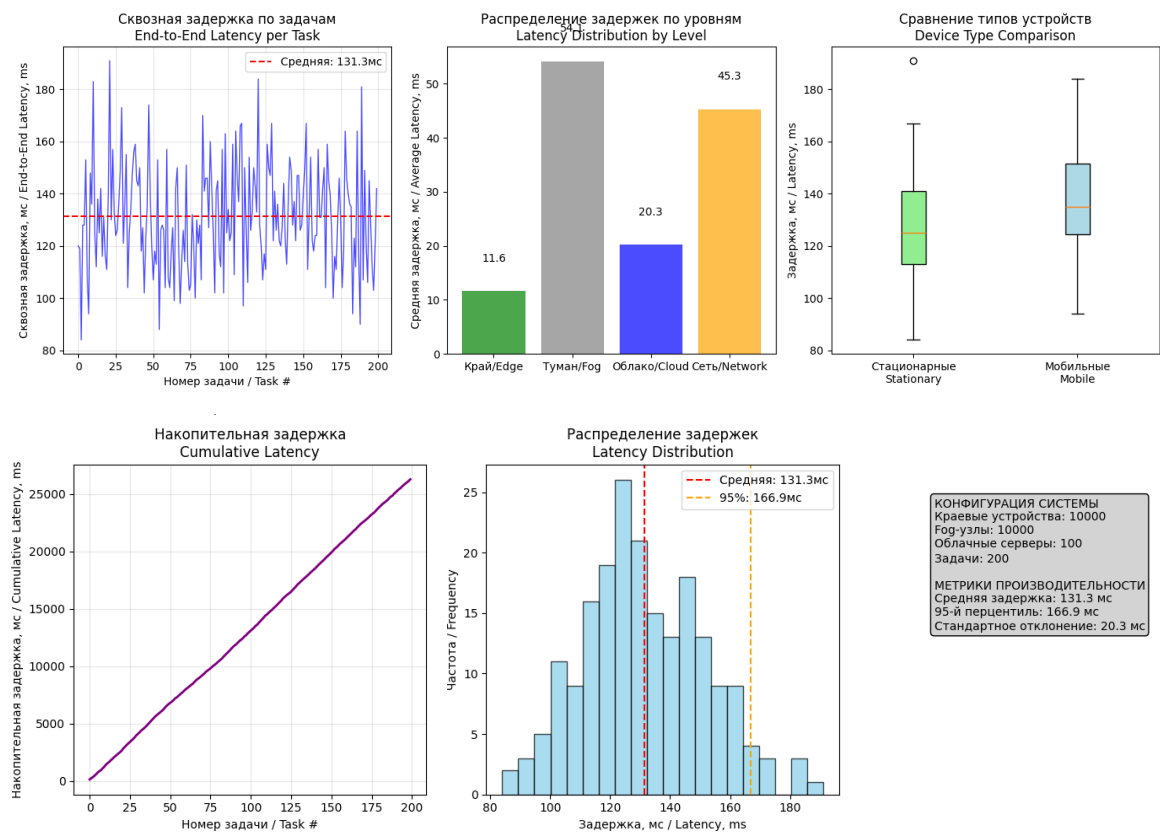 Сквозная задержка по задачам
End-to-End Latency per Task
Сквозная задержка, мс / End-to-End Latency, ms
180
160
140
120
100
80
Средняя: 131.3мс
0 25 50 75 100 125 150 175 200
Номер задачи / Task #
Распределение задержек по уровням
Latency Distribution by Level
Средняя задержка, мс / Average Latency, ms
50
40
30
20
10
0
11.6
54.1
20.3
45.3
Край/Edge Туман/Fog Облако/Cloud Сеть/Network
Сравнение типов устройств
Device Type Comparison
Задержка, мс / Latency, ms
180
160
140
120
100
80
Стационарные
Stationary
Мобильные
Mobile
Накопительная задержка
Cumulative Latency
Накопительная задержка, мс / Cumulative Latency, ms
25000
20000
15000
10000
5000
0
0 25 50 75 100 125 150 175 200
Номер задачи / Task #
Распределение задержек
Latency Distribution
Частота / Frequency
25
20
15
10
5
0
Средняя: 131.3мс
95%: 166.9мс
80 100 120 140 160 180
Задержка, мс / Latency, ms
КОНФИГУРАЦИЯ СИСТЕМЫ
Краевые устройства: 10000
Fog-узлы: 10000
Облачные серверы: 100
Задачи: 200
МЕТРИКИ ПРОИЗВОДИТЕЛЬНОСТИ
Средняя задержка: 131.3 мс
95-й перцентиль: 166.9 мс
Стандартное отклонение: 20.3 мс